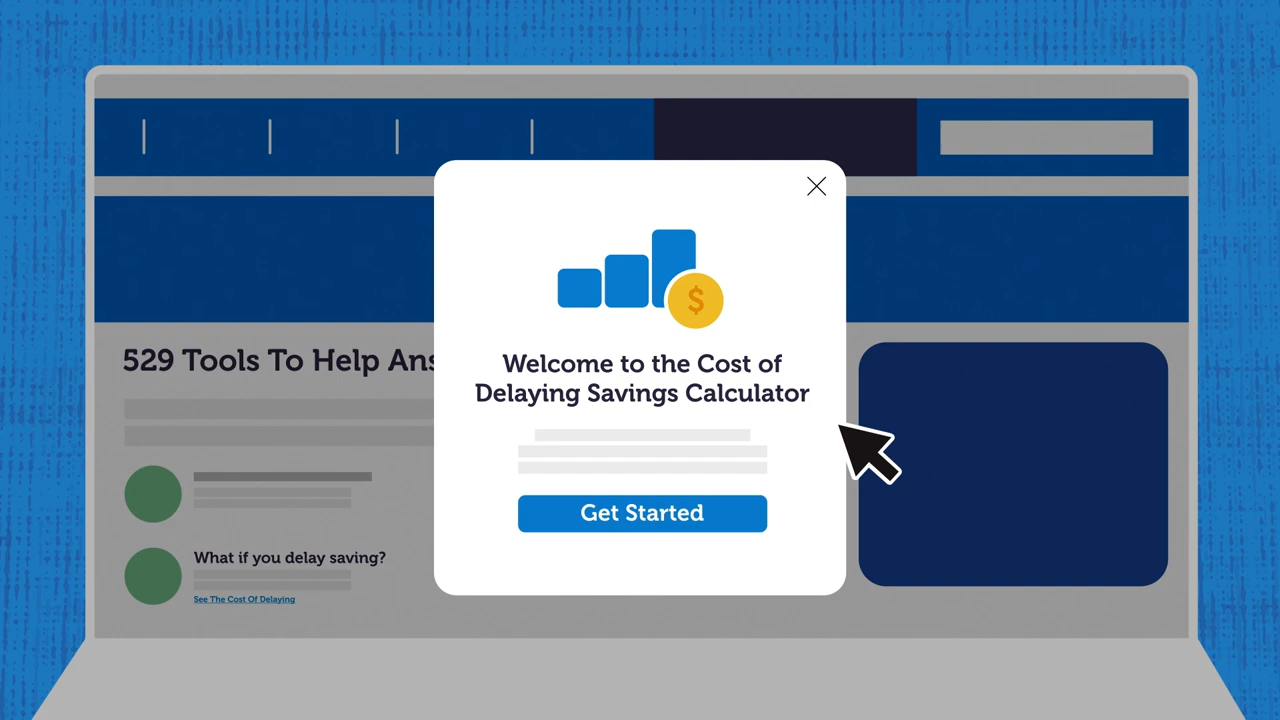 529 Tools To Help Ans
$
Welcome to the Cost of
Delaying Savings Calculator
Get Started
What if you delay saving?
See The Cost Of Delaying